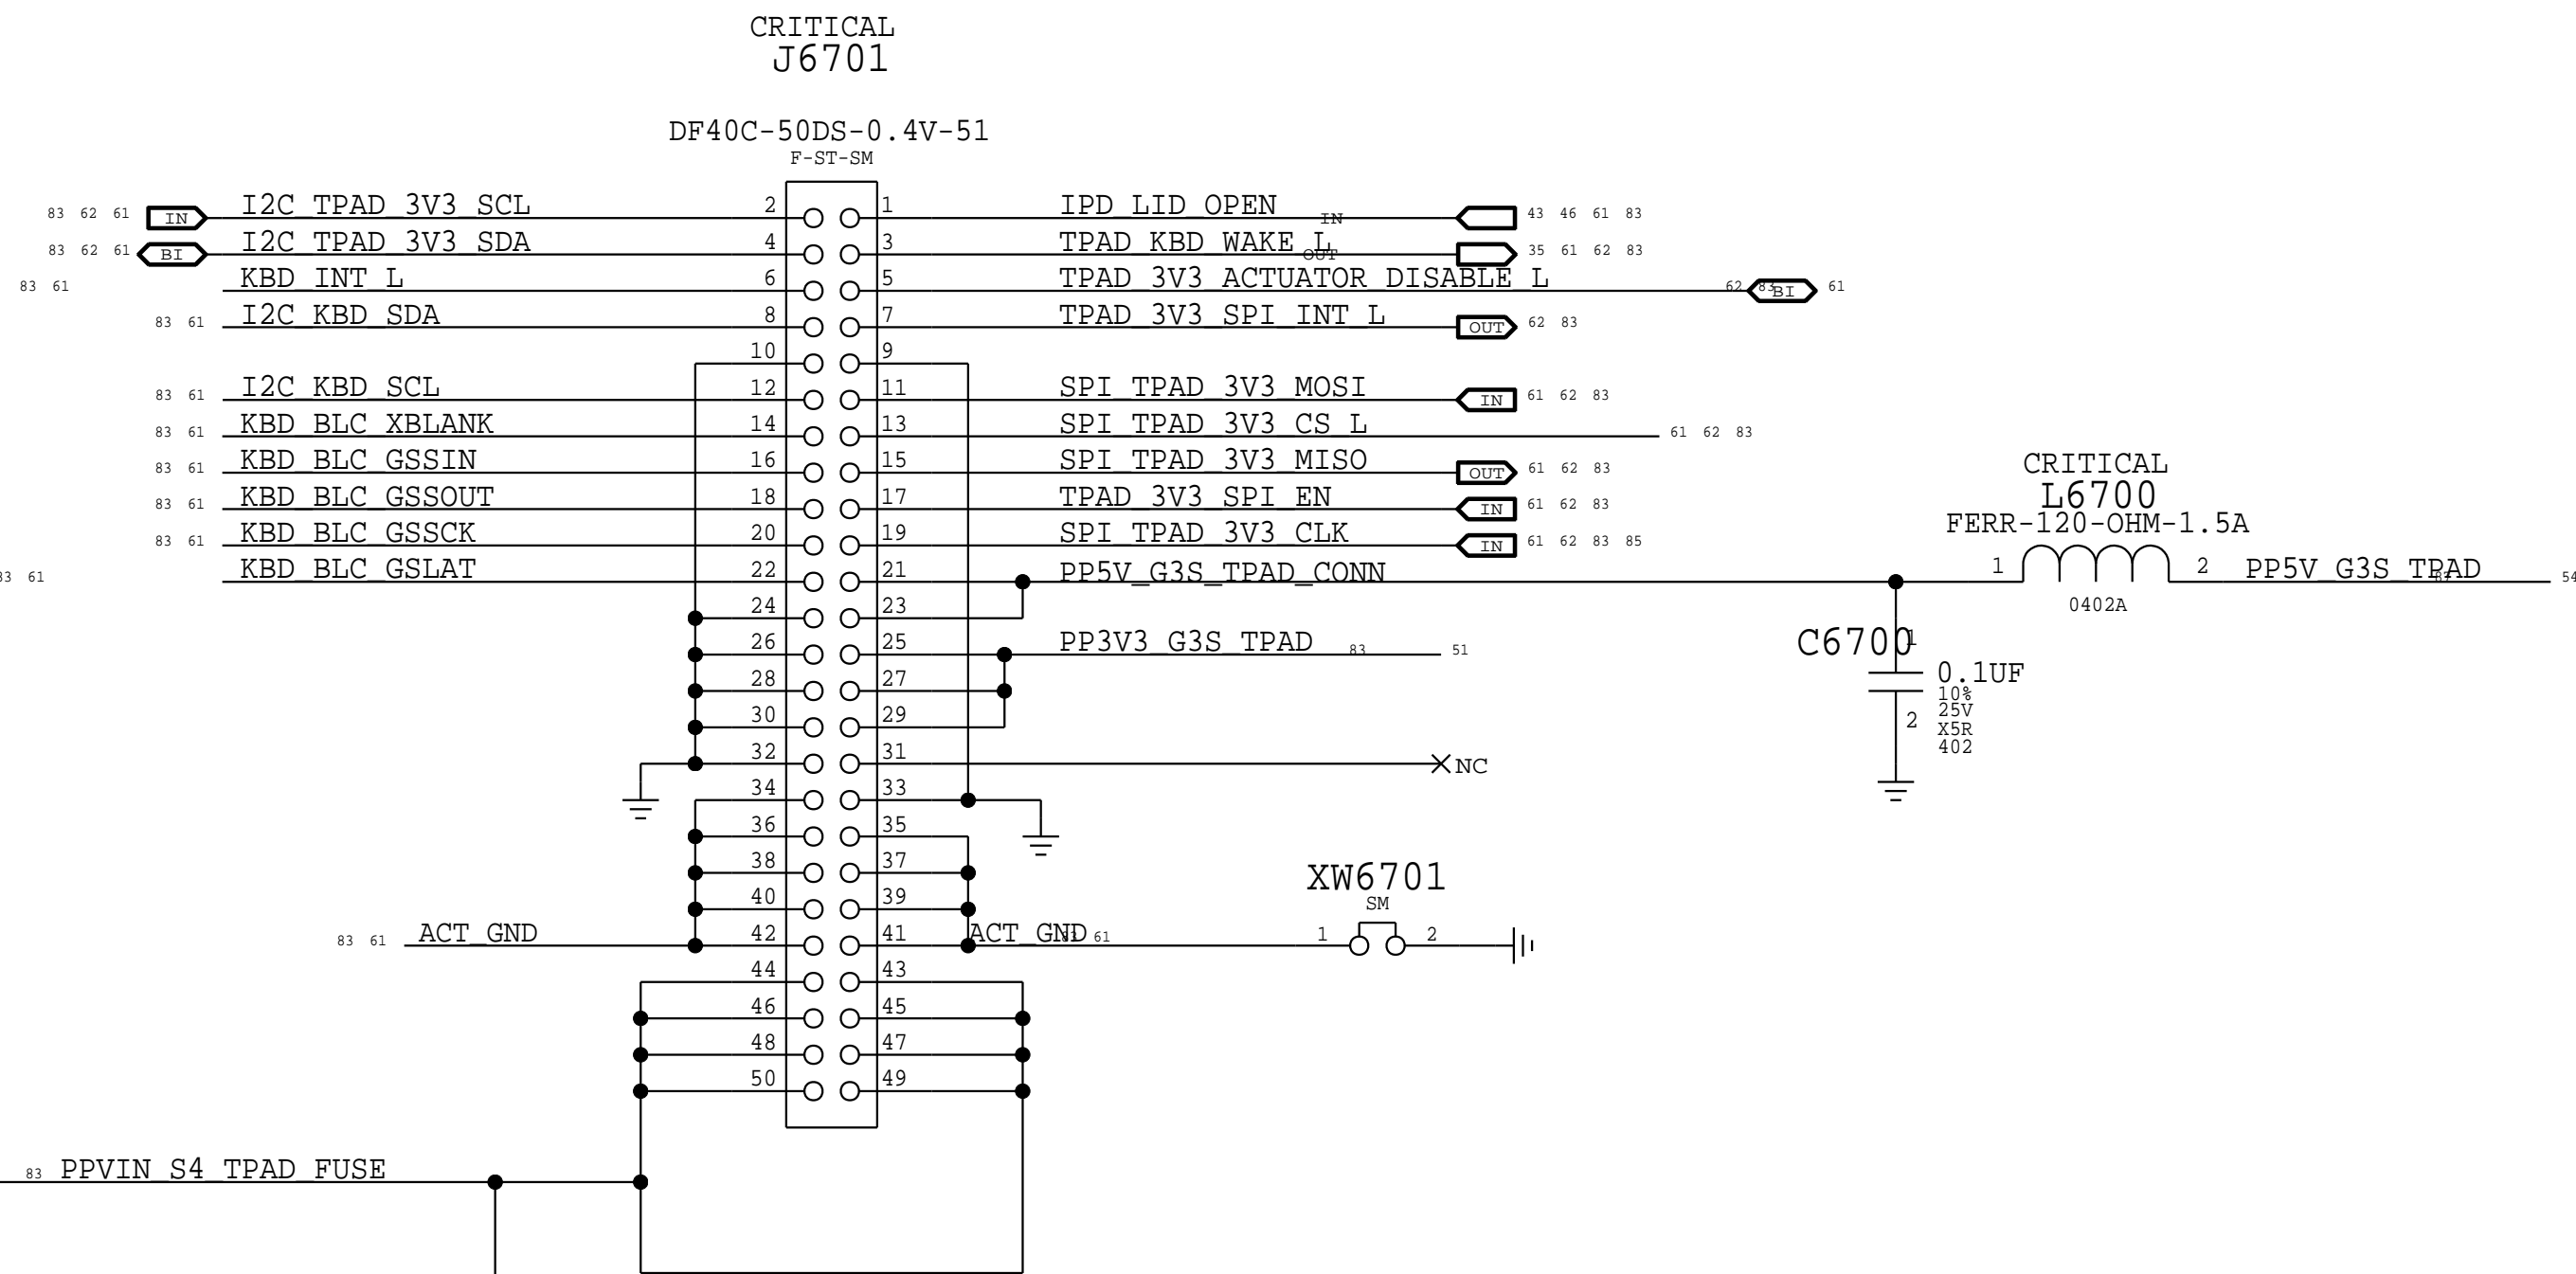 CRITICAL
J6701
DF40C-50DS-0.4V-51
F-ST-SM
83 62 61 IN I2C_TPAD_3V3_SCL 2 1 IPD_LID_OPEN IN 43 46 61 83
83 62 61 BI I2C_TPAD_3V3_SDA 4 3 TPAD_KBD_WAKE_L OUT 35 61 62 83
83 61 KBD_INT_L 6 5 TPAD_3V3_ACTUATOR_DISABLE_L 62 83 BI 61
83 61 I2C_KBD_SDA 8 7 TPAD_3V3_SPI_INT_L OUT 62 83
10 9
83 61 I2C_KBD_SCL 12 11 SPI_TPAD_3V3_MOSI IN 61 62 83
83 61 KBD_BLC_XBLANK 14 13 SPI_TPAD_3V3_CS_L 61 62 83
83 61 KBD_BLC_GSSIN 16 15 SPI_TPAD_3V3_MISO OUT 61 62 83
83 61 KBD_BLC_GSSOUT 18 17 TPAD_3V3_SPI_EN IN 61 62 83
83 61 KBD_BLC_GSSCK 20 19 SPI_TPAD_3V3_CLK IN 61 62 83 85
CRITICAL
L6700
FERR-120-OHM-1.5A
83 61 KBD_BLC_GSLAT 22 21 PP5V_G3S_TPAD_CONN 1 2 PP5V_G3S_TPAD 54
0402A
24 23
26 25 PP3V3_G3S_TPAD 83 51
C6700 1
0.1UF
10%
25V
X5R
402
2
28 27
30 29
32 31 NC
34 33
36 35
38 37
40 39
XW6701
SM
83 61 ACT_GND 42 41 ACT_GND 61 1 2
44 43
46 45
48 47
50 49
83 PPVIN_S4_TPAD_FUSE